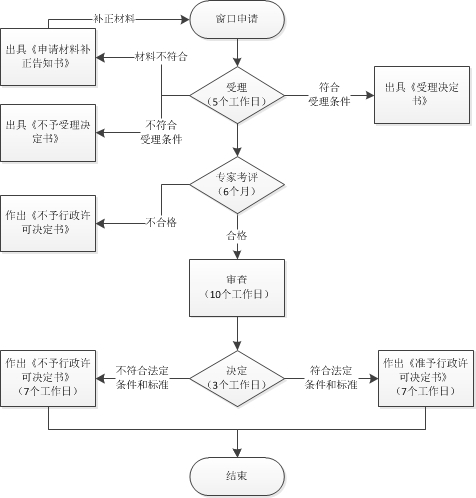 补正材料
窗口申请
出具《申请材料补
正告知书》
材料不符合
受理
（5个工作日）
符合
受理条件
出具《受理决定
书》
出具《不予受理决
定书》
不符合
受理条件
专家考评
（6个月）
作出《不予行政许
可决定书》
不合格
合格
审查
（10个工作日）
作出《不予行政许
可决定书》
（7个工作日）
不符合法定
条件和标准
决定
（3个工作日）
符合法定
条件和标准
作出《准予行政许
可决定书》
（7个工作日）
结束